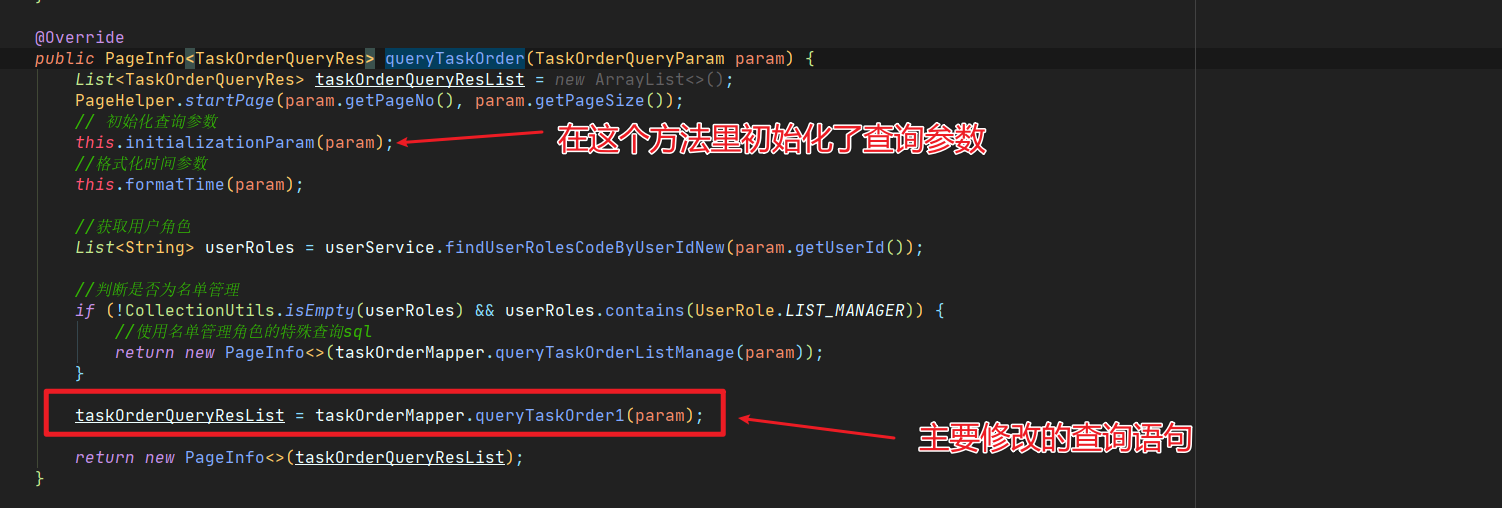 }
@Override
public PageInfo<TaskOrderQueryRes> queryTaskOrder(TaskOrderQueryParam param) {
List<TaskOrderQueryRes> taskOrderQueryResList = new ArrayList<>();
PageHelper.startPage(param.getPageNo(), param.getPageSize());
// 初始化查询参数
this.initializationParam(param);
在这个方法里初始化了查询参数
//格式化时间参数
this.formatTime(param);
//获取用户角色
List<String> userRoles = userService.findUserRolesCodeByUserIdNew(param.getUserId());
//判断是否为名单管理
if (!CollectionUtils.isEmpty(userRoles) && userRoles.contains(UserRole.LIST_MANAGER)) {
//使用名单管理角色的特殊查询sql
return new PageInfo<>(taskOrderMapper.queryTaskOrderListManage(param));
}
taskOrderQueryResList = taskOrderMapper.queryTaskOrder1(param);
主要修改的查询语句
return new PageInfo<>(taskOrderQueryResList);
}